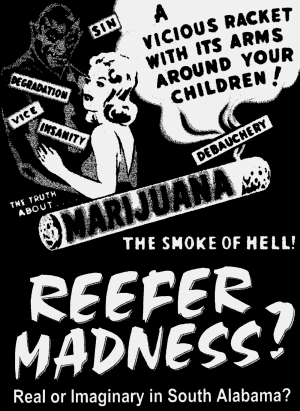 A
VICIOUS RACKET
WITH ITS ARMS
AROUND YOUR
CHILDREN!
SIN
DEGRADATION
VICE
INSANITY
DEBAUCHERY
THE TRUTH
ABOUT...
MARIJUANA
THE SMOKE OF HELL!
REEFER
MADNESS?
Real or Imaginary in South Alabama?